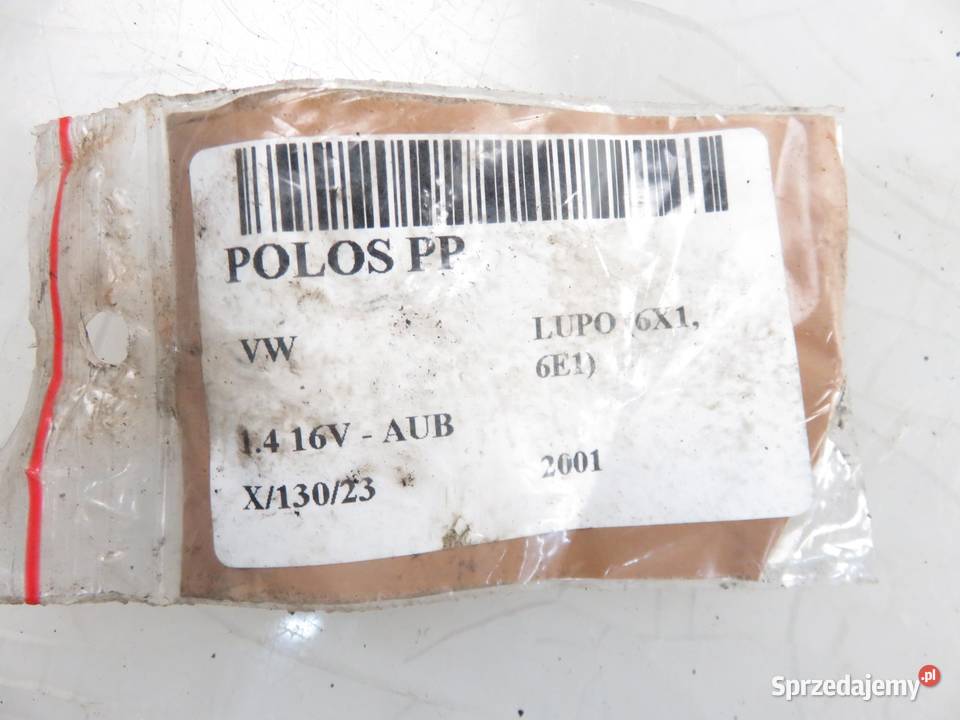 POLOS PP
VW
LUPO (6X1,
6E1)
1.4 16V - AUB
2001
X/130/23
Sprzedajemy.pl